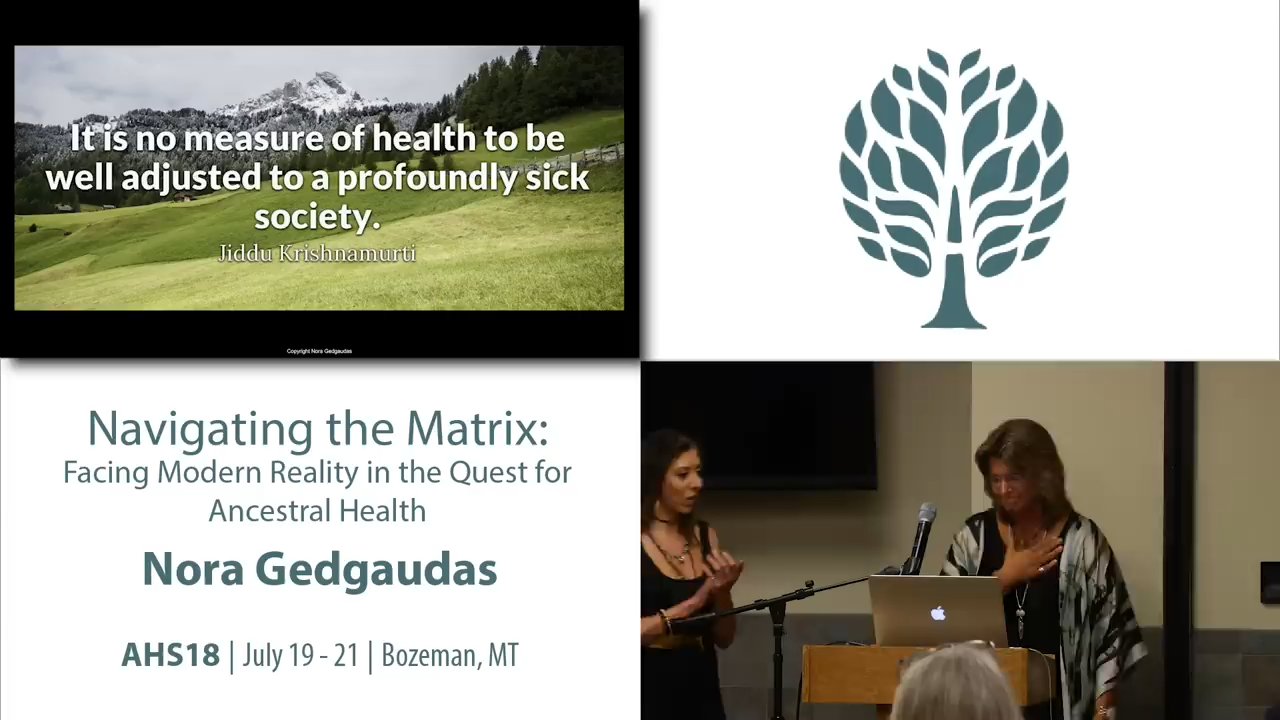 It is no measure of health to be
well adjusted to a profoundly sick
society.
Jiddu Krishnamurti
Copyright Nora Gedgaudas
Navigating the Matrix:
Facing Modern Reality in the Quest for
Ancestral Health
Nora Gedgaudas
AHS18 | July 19 - 21 | Bozeman, MT